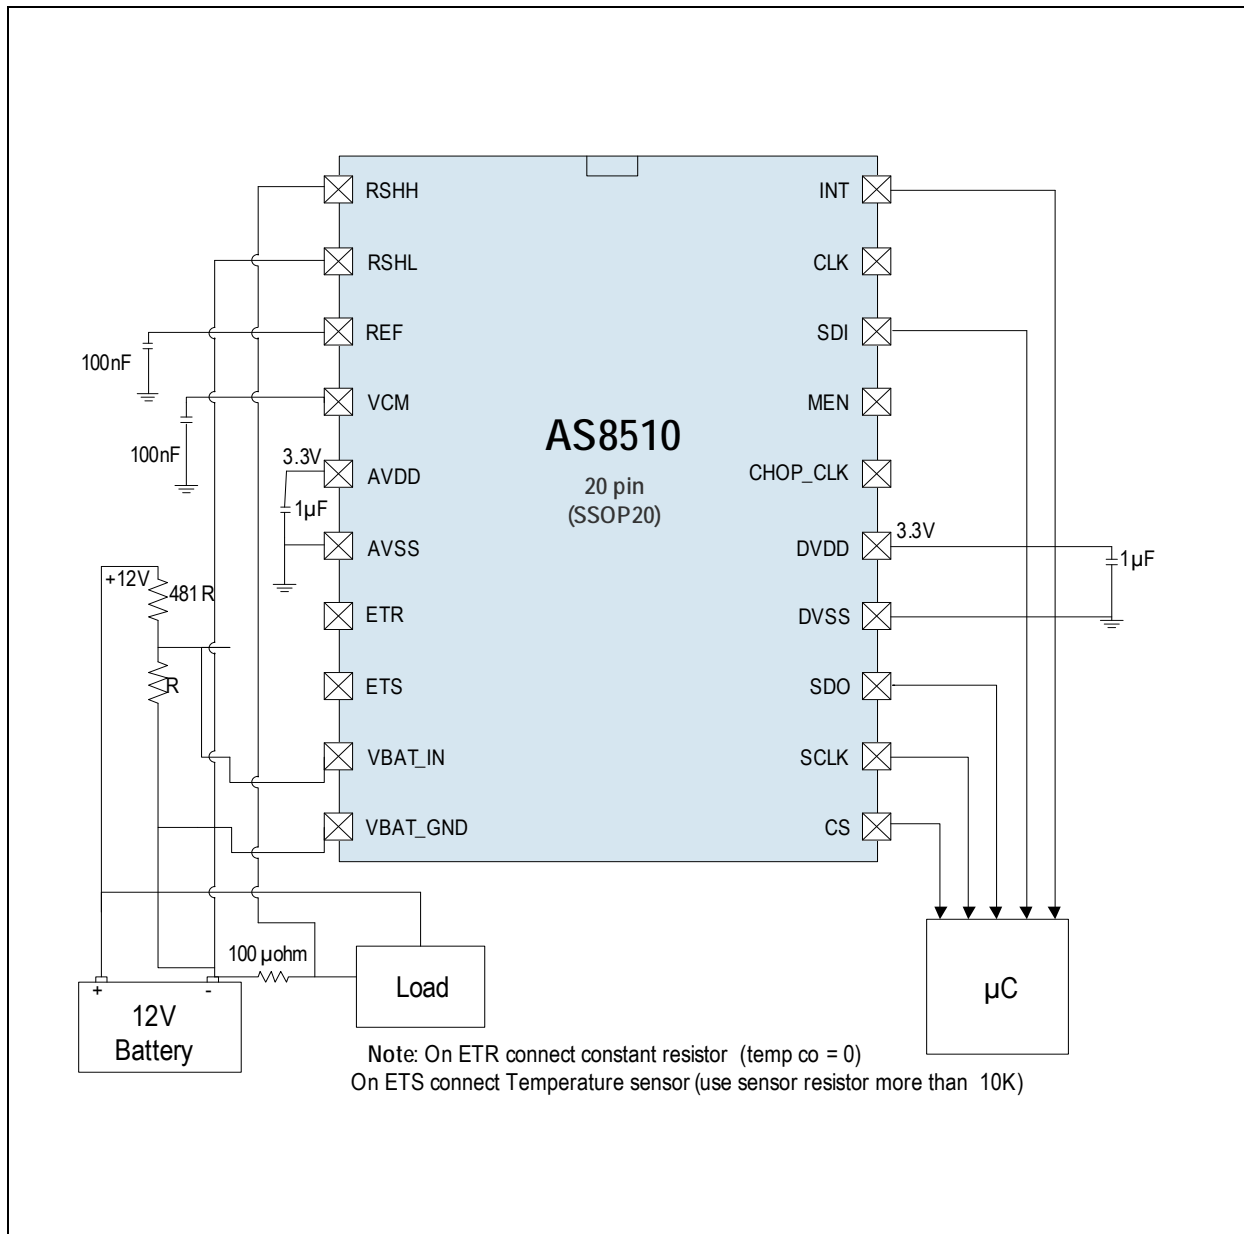 RSHH
INT
RSHL
CLK
REF
SDI
100nF
VCM
MEN
100nF
AS8510
3.3V
AVDD
20 pin
(SSOP20)
CHOP_CLK
1µF
AVSS
DVDD
3.3V
1µF
+12V
481R
ETR
DVSS
R
ETS
SDO
VBAT_IN
SCLK
VBAT_GND
CS
100 µohm
Load
µC
+
-
12V
Battery
Note: On ETR connect constant resistor (temp co = 0)
On ETS connect Temperature sensor (use sensor resistor more than 10K)